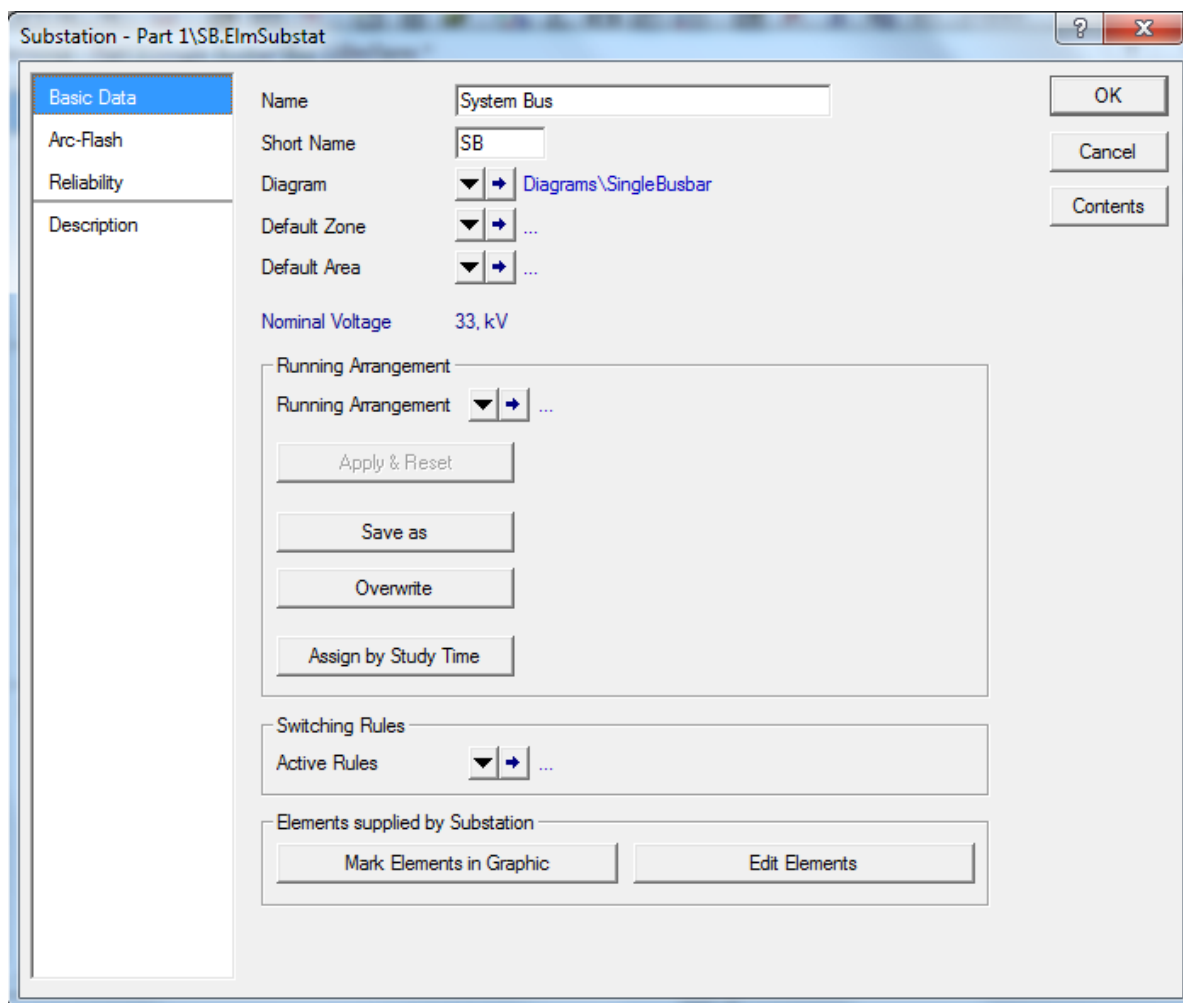 Substation - Part 1\SB.ElmSubstat
Basic Data
Arc-Flash
Reliability
Description
Name System Bus
Short Name SB
Diagram Diagrams\SingleBusbar
Default Zone ...
Default Area ...
Nominal Voltage 33, kV
Running Arrangement
Running Arrangement ...
Apply & Reset
Save as
Overwrite
Assign by Study Time
Switching Rules
Active Rules ...
Elements supplied by Substation
Mark Elements in Graphic Edit Elements
OK
Cancel
Contents